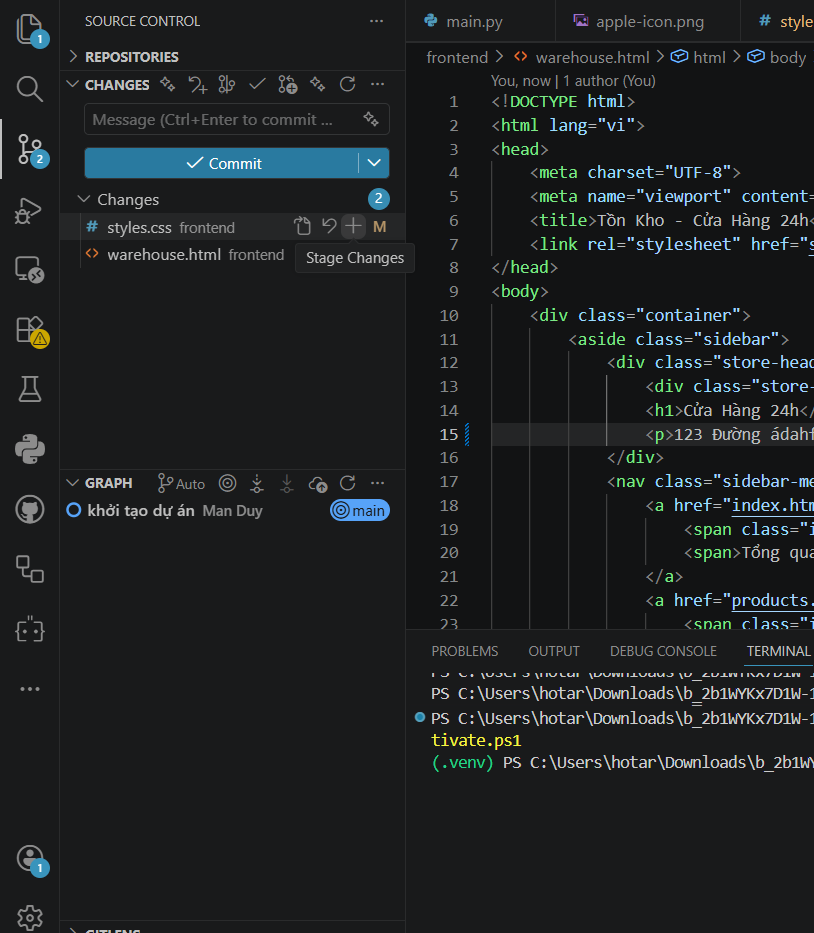 1
SOURCE CONTROL
REPOSITORIES
CHANGES
Message (Ctrl+Enter to commit ...
Commit
Changes 2
styles.css frontend M
warehouse.html frontend
Stage Changes
2
GRAPH Auto
khởi tạo dự án Man Duy main
1
main.py apple-icon.png # style
frontend > warehouse.html > html > body
You, now | 1 author (You)
1 <!DOCTYPE html>
2 <html lang="vi">
3 <head>
4 <meta charset="UTF-8">
5 <meta name="viewport" content=
6 <title>Tồn Kho - Cửa Hàng 24h<
7 <link rel="stylesheet" href="s
8 </head>
9 <body>
10 <div class="container">
11 <aside class="sidebar">
12 <div class="store-head
13 <div class="store-
14 <h1>Cửa Hàng 24h</
15 <p>123 Đường ádahf
16 </div>
17 <nav class="sidebar-me
18 <a href="index.htm
19 <span class="i
20 <span>Tổng qua
21 </a>
22 <a href="products.
23 <span class="i
PROBLEMS OUTPUT DEBUG CONSOLE TERMINAL
PS C:\Users\hotar\Downloads\b_2b1WYKx7D1W-1
PS C:\Users\hotar\Downloads\b_2b1WYKx7D1W-1
PS C:\Users\hotar\Downloads\b_2b1WYKx7D1W-1
tivate.ps1
(.venv) PS C:\Users\hotar\Downloads\b_2b1WY
GITLENS